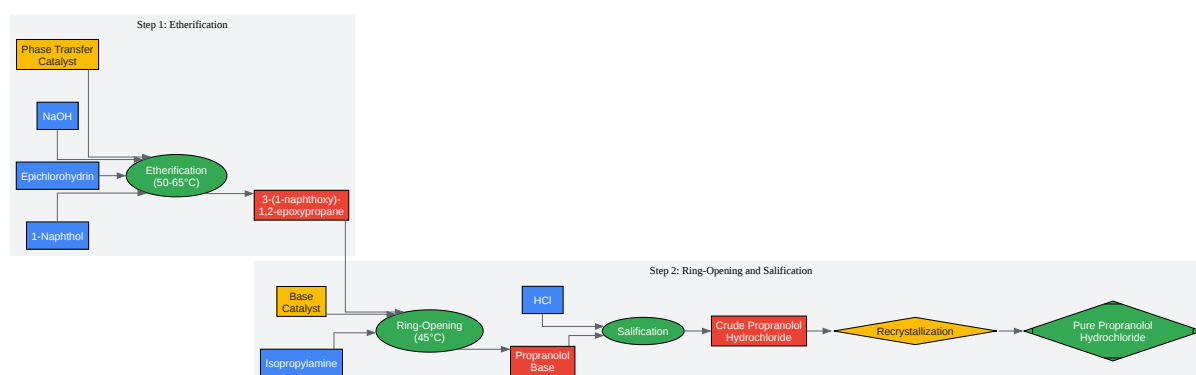 Step 1: Etherification
Phase Transfer
Catalyst
NaOH
Epichlorohydrin
1-Naphthol
Etherification
(50-65°C)
3-(1-naphthoxy)-
1,2-epoxypropane
Step 2: Ring-Opening and Salification
Base
Catalyst
Isopropylamine
Ring-Opening
(45°C)
HCl
Propranolol
Base
Salification
Crude Propranolol
Hydrochloride
Recrystallization
Pure Propranolol
Hydrochloride